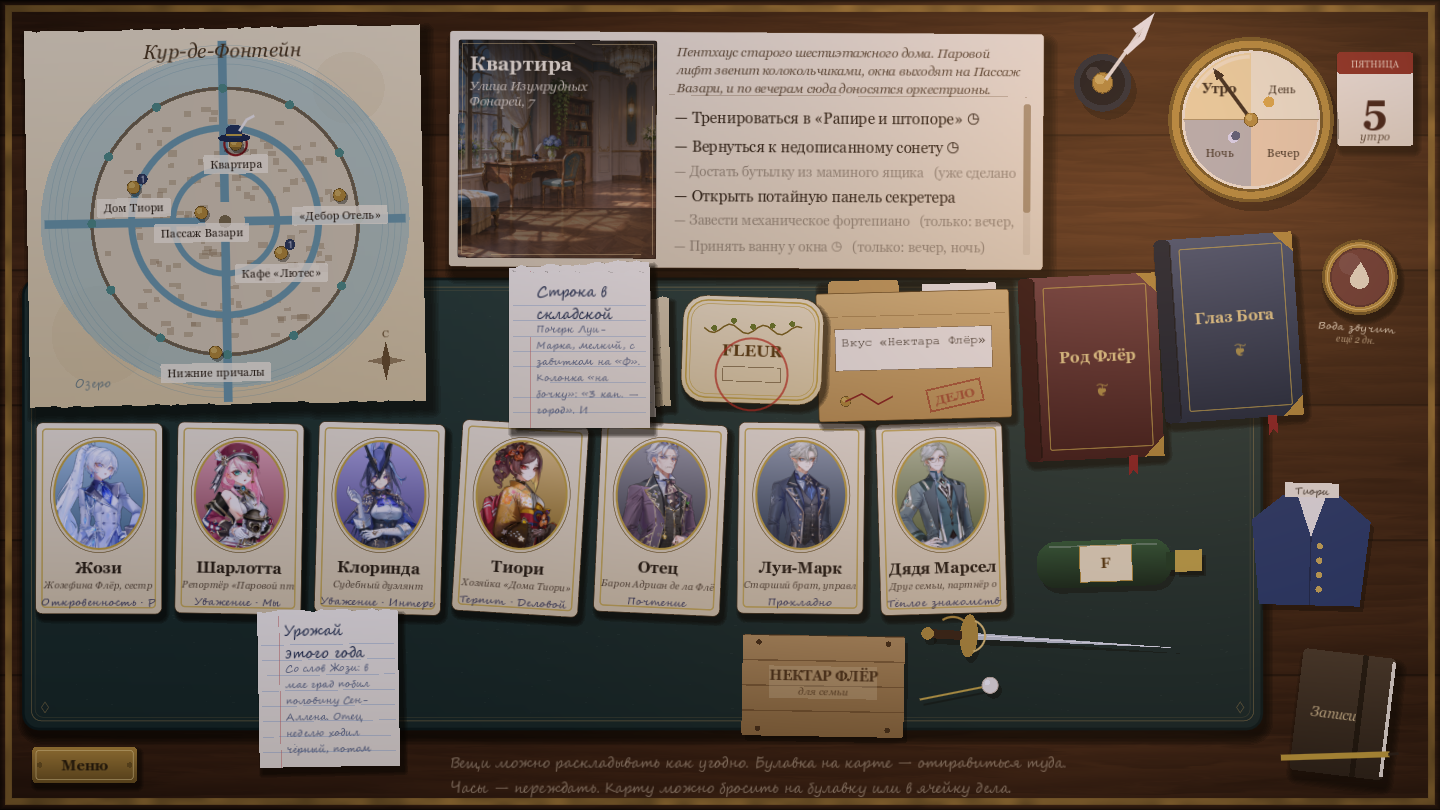 Кур-де-Фонтейн
Квартира
Дом Тиори
«Дебор Отель»
Пассаж Вазари
Кафе «Лютес»
Нижние причалы
Озеро
С
1
1
Квартира
Улица Изумрудных
Фонарей, 7
Пентхаус старого шестиэтажного дома. Паровой
лифт звенит колокольчиками, окна выходят на Пассаж
Вазари, и по вечерам сюда доносятся оркестрионы.
— Тренироваться в «Рапире и штопоре»
— Вернуться к недописанному сонету
— Достать бутылку из маминого ящика (уже сделано
— Открыть потайную панель секретера
— Завести механическое фортепиано (только: вечер,
— Принять ванну у окна (только: вечер, ночь)
Утро
День
Ночь
Вечер
ПЯТНИЦА
5
утро
Вода звучит
ещё 2 дн.
Строка в
складской
Почерк Луи-
Марка, мелкий, с
завитком на «Ф».
Колонка «на
бочку»: «3 кап. —
город». И
FLEUR
Вкус «Нектара Флёр»
ДЕЛО
Род Флёр
Глаз Бога
Жози
Жозефина Флёр, сестр
Откровенность · Р
Шарлотта
Репортёр «Паровой пт
Уважение · Мы
Клоринда
Судебный дуэлянт
Уважение · Интере
Тиори
Хозяйка «Дома Тиори»
Терпит · Деловой
Отец
Барон Адриан де ла Флё
Почтение
Луи-Марк
Старший брат, управл
Прохладно
Дядя Марсел
Друг семьи, партнёр о
Тёплое знакомств
F
Тиори
Урожай
этого года
Со слов Жози: в
мае град побил
половину Сен-
Аллена. Отец
неделю ходил
чёрный, потом
НЕКТАР ФЛЁР
для семьи
Записи
Меню
Вещи можно раскладывать как угодно. Булавка на карте — отправиться туда.
Часы — переждать. Карту можно бросить на булавку или в ячейку дела.